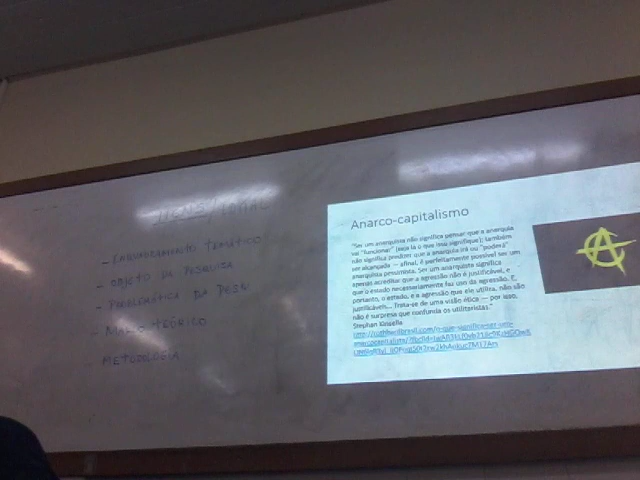 - ENQUADRAMENTO TEMÁTICO
- OBJETO DA PESQUISA
- PROBLEMÁTICA DA PESQ
TEÓRICO
METODOLOGIA
Anarco-capitalismo
"Ser um anarquista não significa pensar que a anarquia
vai "funcionar" (seja lá o que isso signifique); também
não significa predizer que a anarquia irá ou "poderá"
ser alcançada — afinal, é perfeitamente possível ser um
anarquista pessimista. Ser um anarquista significa
apenas acreditar que a agressão não é justificável, e
que o estado necessariamente faz uso da agressão. E,
portanto, o estado, e a agressão que ele utiliza, não são
justificáveis... Trata-se de uma visão ética — por isso,
não é surpresa que confunda os utilitaristas."
Stephan Kinsella